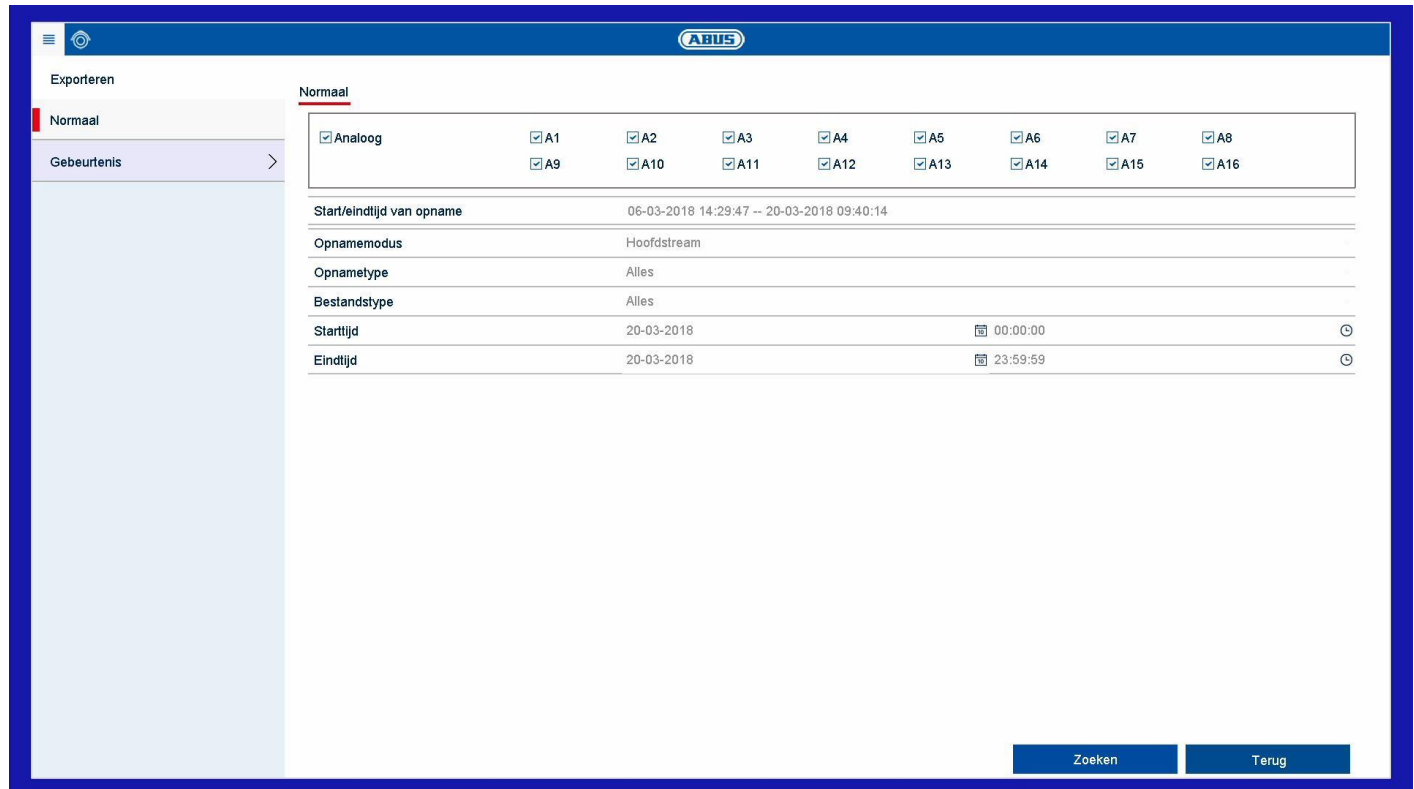 ABUS
Exporteren
Normaal
Gebeurtenis
Normaal
Analoog A1 A2 A3 A4 A5 A6 A7 A8
A9 A10 A11 A12 A13 A14 A15 A16
Start/eindtijd van opname 06-03-2018 14:29:47 -- 20-03-2018 09:40:14
Opnamemodus Hoofdstream
Opnametype Alles
Bestandstype Alles
Starttijd 20-03-2018 00:00:00
Eindtijd 20-03-2018 23:59:59
Zoeken Terug